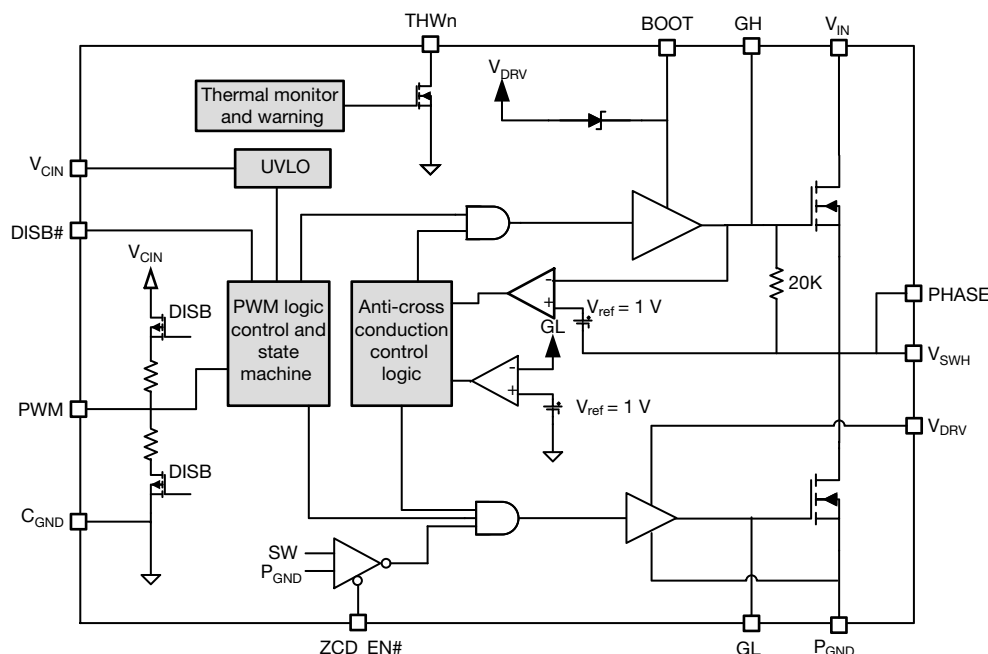 THWn
BOOT
GH
VIN
VDRV
Thermal monitor
and warning
VCIN
UVLO
DISB#
VCIN
DISB
PWM logic
control and
state
machine
Anti-cross
conduction
control
logic
-
+
Vref = 1 V
20K
PHASE
GL
VSWH
-
+
Vref = 1 V
PWM
VDRV
DISB
CGND
SW
PGND
ZCD_EN#
GL
PGND